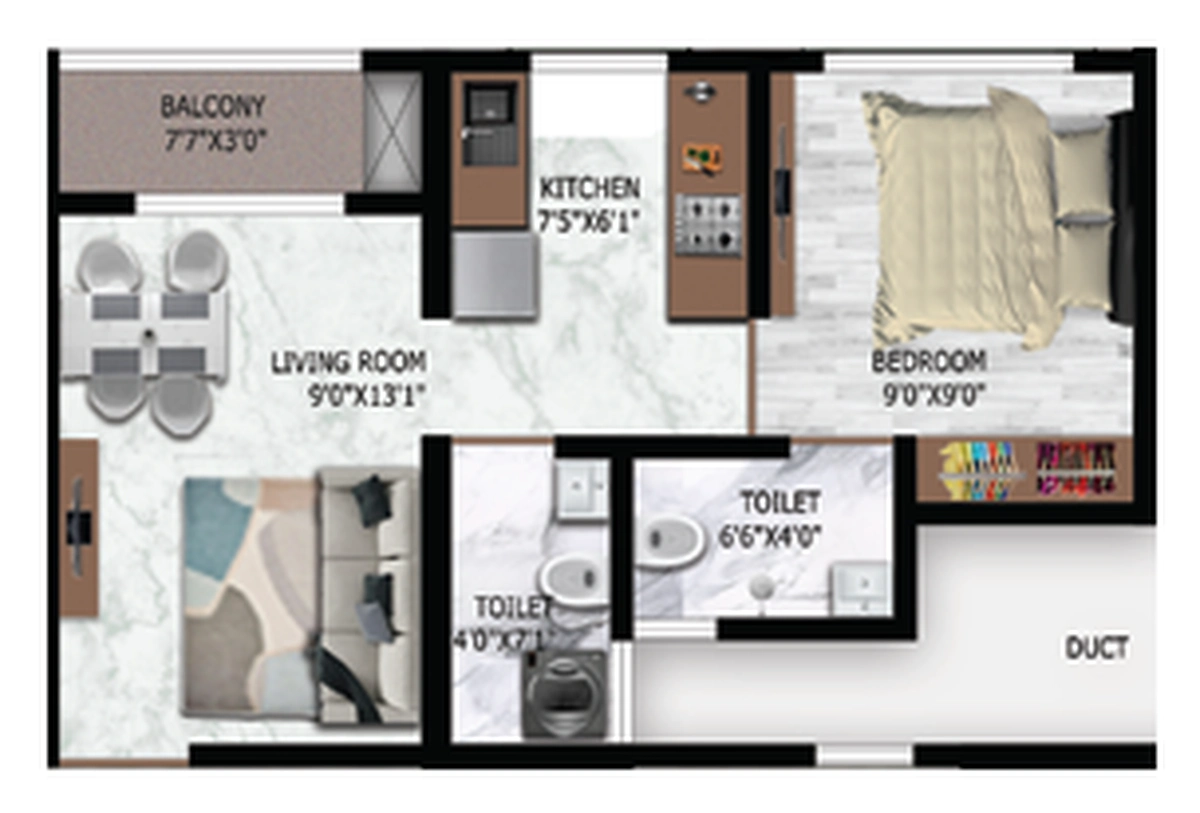 BALCONY
7'7"X3'0"
KITCHEN
7'5"X6'1"
LIVING ROOM
9'0"X13'1"
BEDROOM
9'0"X9'0"
TOILET
6'6"X4'0"
TOILET
4'0"X7'1"
DUCT